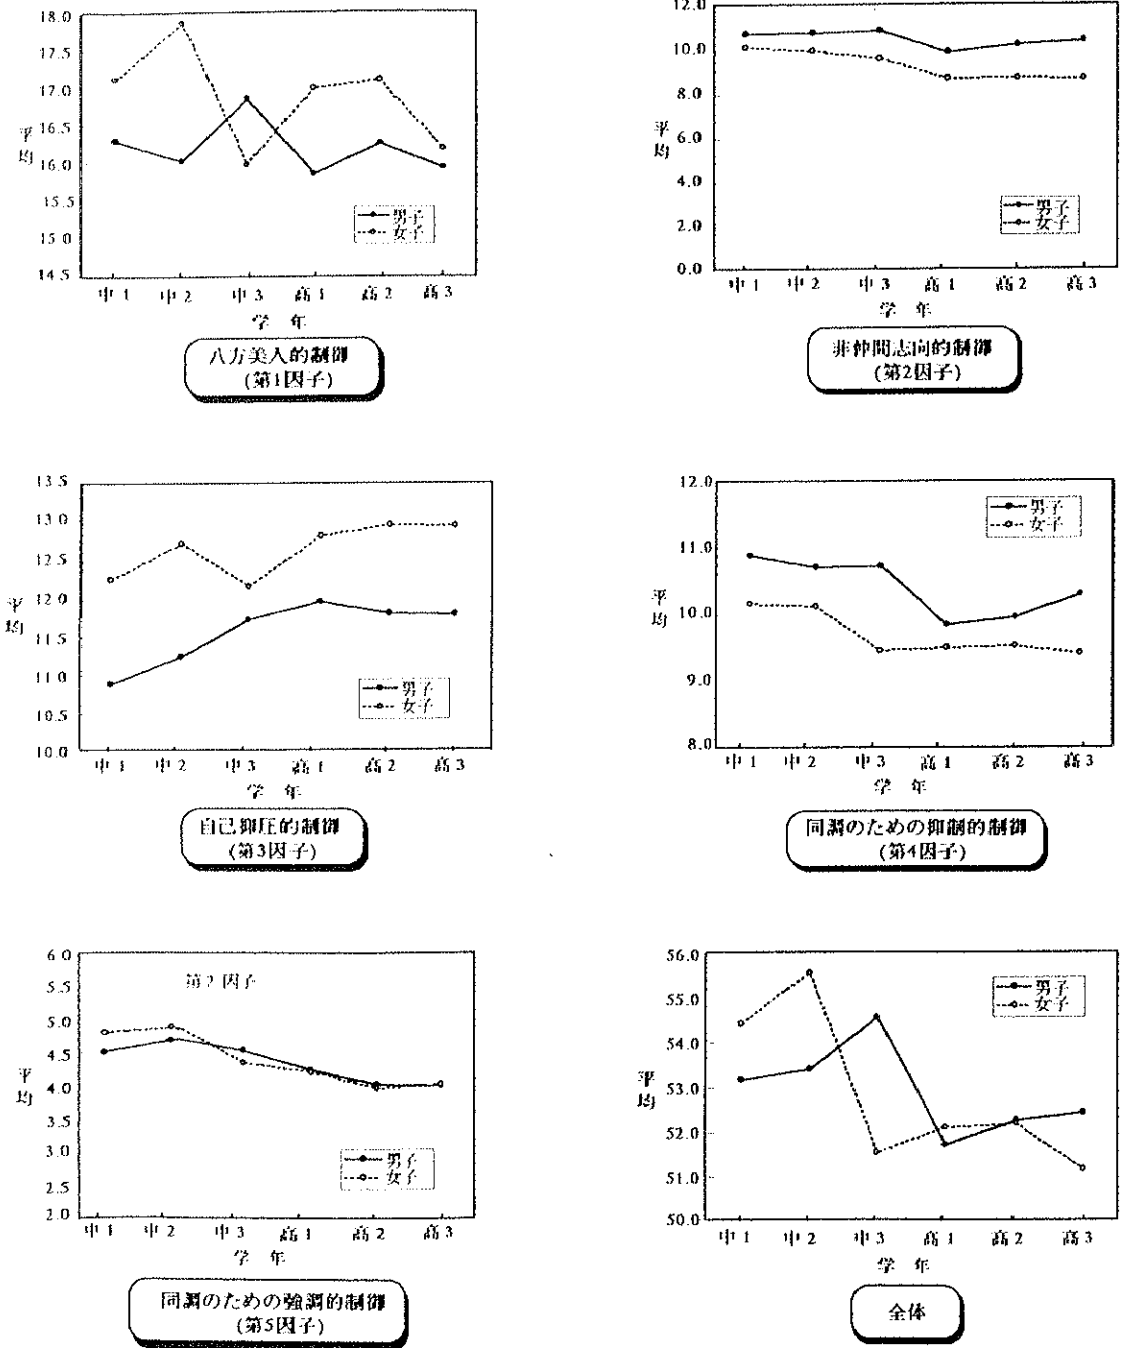 18.0
17.5
17.0
16.5
16.0
15.5
15.0
14.5
平均
男子
女子
中1 中2 中3 高1 高2 高3
学 年
八方美人的制御
(第1因子)
12.0
10.0
8.0
6.0
4.0
2.0
0.0
平均
男子
女子
中1 中2 中3 高1 高2 高3
学 年
非仲間志向的制御
(第2因子)
13.5
13.0
12.5
12.0
11.5
11.0
10.5
10.0
平均
男子
女子
中1 中2 中3 高1 高2 高3
学 年
自己抑圧的制御
(第3因子)
12.0
11.0
10.0
9.0
8.0
平均
男子
女子
中1 中2 中3 高1 高2 高3
学 年
同調のための抑制的制御
(第4因子)
6.0
5.5
5.0
4.5
4.0
3.5
3.0
2.5
2.0
平均
第2因子
男子
女子
中1 中2 中3 高1 高2 高3
学 年
同調のための強調的制御
(第5因子)
56.0
55.0
54.0
53.0
52.0
51.0
50.0
平均
男子
女子
中1 中2 中3 高1 高2 高3
学 年
全体